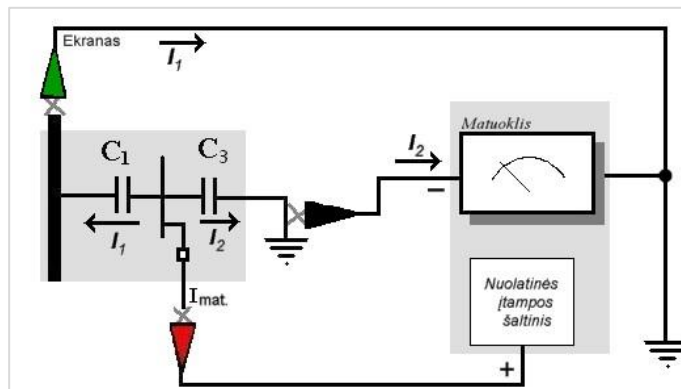 Ekranas
I₁
Matuoklis
C₁
C₃
I₂
−
I₁
I₂
Imat.
Nuolatinės
įtampos
šaltinis
+